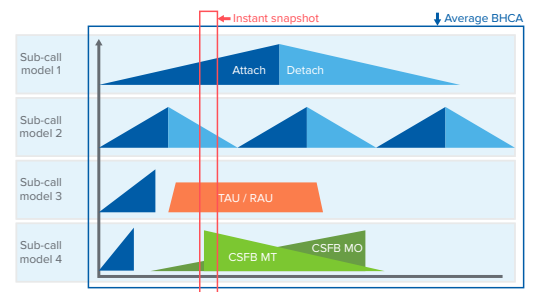 Instant snapshot
Average BHCA
Sub-call
model 1
Attach
Detach
Sub-call
model 2
Sub-call
model 3
TAU / RAU
Sub-call
model 4
CSFB MT
CSFB MO